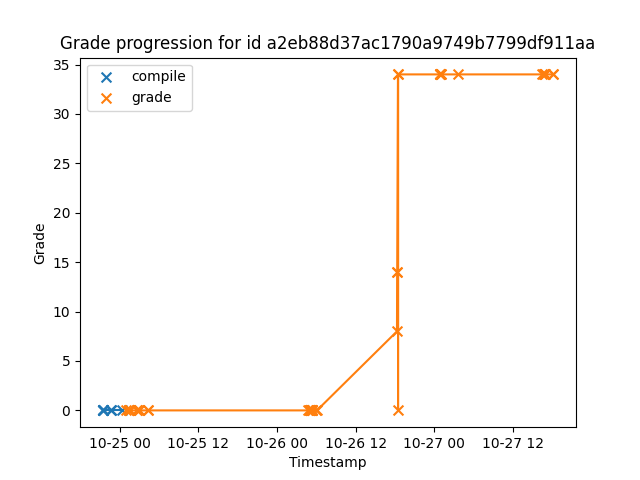 Grade progression for id a2eb88d37ac1790a9749b7799df911aa
compile
grade
35
30
25
20
15
10
5
0
Grade
10-25 00
10-25 12
10-26 00
10-26 12
10-27 00
10-27 12
Timestamp